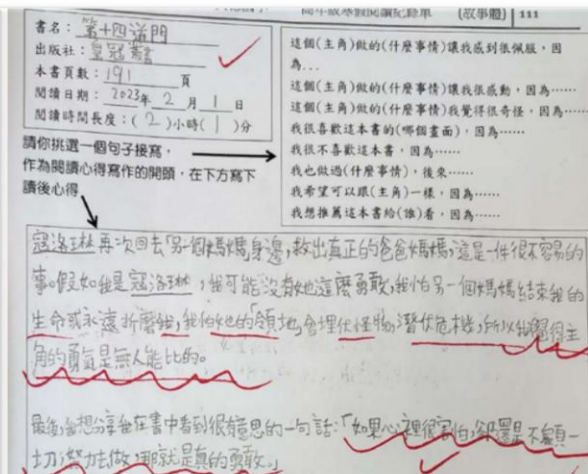 高年級寒假閱讀紀錄單 (故事體) 111
書名：第十四道門
出版社：皇冠叢書
本書頁數：191 頁
閱讀日期：2023年 2 月 1 日
閱讀時間長度：( 2 )小時( 1 )分
請你挑選一個句子接寫，
作為閱讀心得寫作的開頭，在下方寫下
讀後心得
這個(主角)做的(什麼事情)讓我感到很佩服，因
為...
這個(主角)做的(什麼事情)讓我很感動，因為……
這個(主角)做的(什麼事情)我覺得很奇怪，因為……
我很喜歡這本書的(哪個畫面)，因為……
我很不喜歡這本書，因為……
我也做過(什麼事情)，後來……
我希望可以跟(主角)一樣，因為……
我想推薦這本書給(誰)看，因為……
寇洛琳再次回去「另一個媽媽」身邊，救出真正的爸爸媽媽，這是一件很不容易的
事。假如我是寇洛琳，我可能沒有她這麼勇敢，我怕另一個媽媽結束我的
生命或永遠折磨我，我怕她的「領地」會埋伏怪物，潛伏危機，所以我覺得主
角的勇氣是無人能比的。
最後，我想分享我在書中看到很有意思的一句話：「如果心裡很害怕，卻還是不顧一
切，努力去做，那就是真的勇敢。」